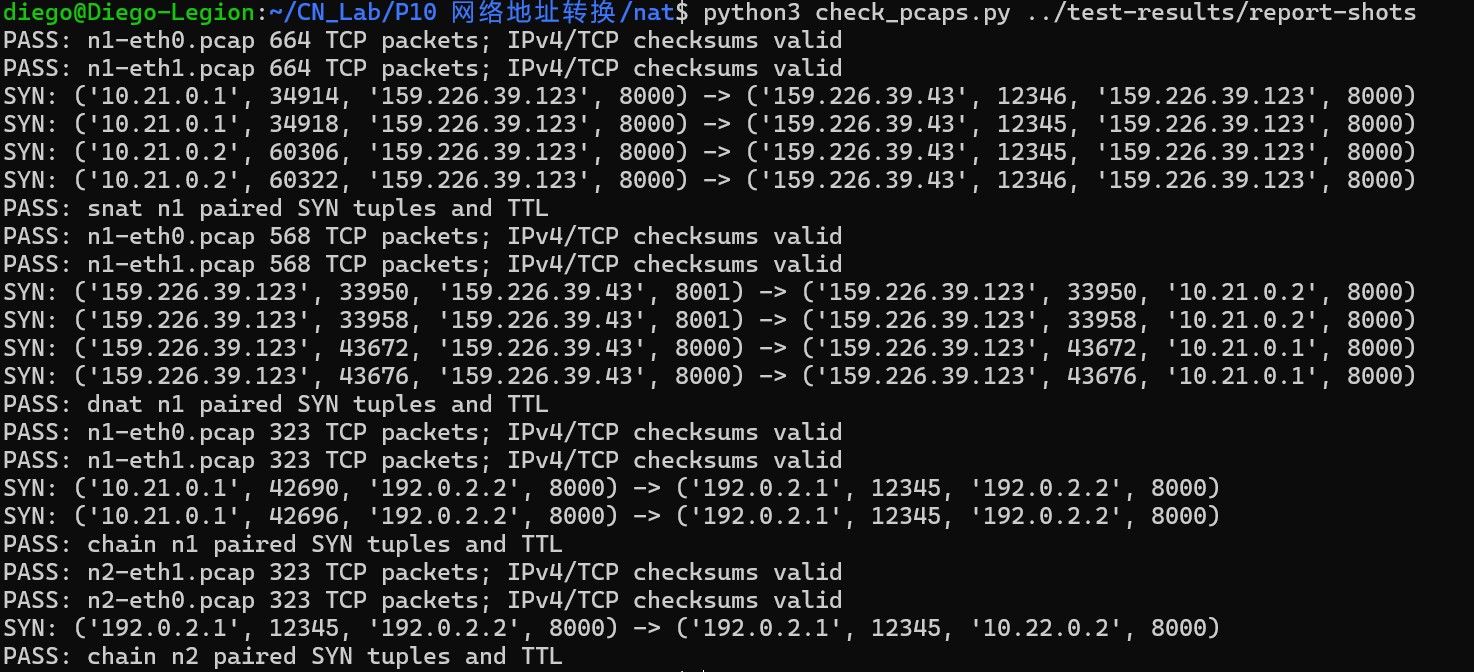 diego@Diego-Legion:~/CN_Lab/P10 网络地址转换/nat$ python3 check_pcaps.py ../test-results/report-shots
PASS: n1-eth0.pcap 664 TCP packets; IPv4/TCP checksums valid
PASS: n1-eth1.pcap 664 TCP packets; IPv4/TCP checksums valid
SYN: ('10.21.0.1', 34914, '159.226.39.123', 8000) -> ('159.226.39.43', 12346, '159.226.39.123', 8000)
SYN: ('10.21.0.1', 34918, '159.226.39.123', 8000) -> ('159.226.39.43', 12345, '159.226.39.123', 8000)
SYN: ('10.21.0.2', 60306, '159.226.39.123', 8000) -> ('159.226.39.43', 12345, '159.226.39.123', 8000)
SYN: ('10.21.0.2', 60322, '159.226.39.123', 8000) -> ('159.226.39.43', 12346, '159.226.39.123', 8000)
PASS: snat n1 paired SYN tuples and TTL
PASS: n1-eth0.pcap 568 TCP packets; IPv4/TCP checksums valid
PASS: n1-eth1.pcap 568 TCP packets; IPv4/TCP checksums valid
SYN: ('159.226.39.123', 33950, '159.226.39.43', 8001) -> ('159.226.39.123', 33950, '10.21.0.2', 8000)
SYN: ('159.226.39.123', 33958, '159.226.39.43', 8001) -> ('159.226.39.123', 33958, '10.21.0.2', 8000)
SYN: ('159.226.39.123', 43672, '159.226.39.43', 8000) -> ('159.226.39.123', 43672, '10.21.0.1', 8000)
SYN: ('159.226.39.123', 43676, '159.226.39.43', 8000) -> ('159.226.39.123', 43676, '10.21.0.1', 8000)
PASS: dnat n1 paired SYN tuples and TTL
PASS: n1-eth0.pcap 323 TCP packets; IPv4/TCP checksums valid
PASS: n1-eth1.pcap 323 TCP packets; IPv4/TCP checksums valid
SYN: ('10.21.0.1', 42690, '192.0.2.2', 8000) -> ('192.0.2.1', 12345, '192.0.2.2', 8000)
SYN: ('10.21.0.1', 42696, '192.0.2.2', 8000) -> ('192.0.2.1', 12345, '192.0.2.2', 8000)
PASS: chain n1 paired SYN tuples and TTL
PASS: n2-eth1.pcap 323 TCP packets; IPv4/TCP checksums valid
PASS: n2-eth0.pcap 323 TCP packets; IPv4/TCP checksums valid
SYN: ('192.0.2.1', 12345, '192.0.2.2', 8000) -> ('192.0.2.1', 12345, '10.22.0.2', 8000)
PASS: chain n2 paired SYN tuples and TTL